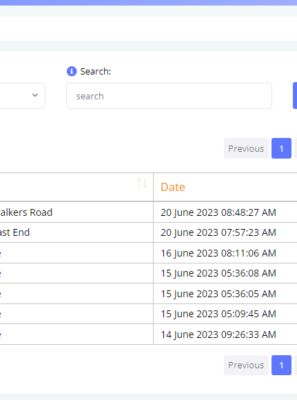 Search:
search
Previous 1
Date
alkers Road 20 June 2023 08:48:27 AM
ast End 20 June 2023 07:57:23 AM
e 16 June 2023 08:11:06 AM
e 15 June 2023 05:36:08 AM
e 15 June 2023 05:36:05 AM
e 15 June 2023 05:09:45 AM
e 14 June 2023 09:26:33 AM
Previous 1